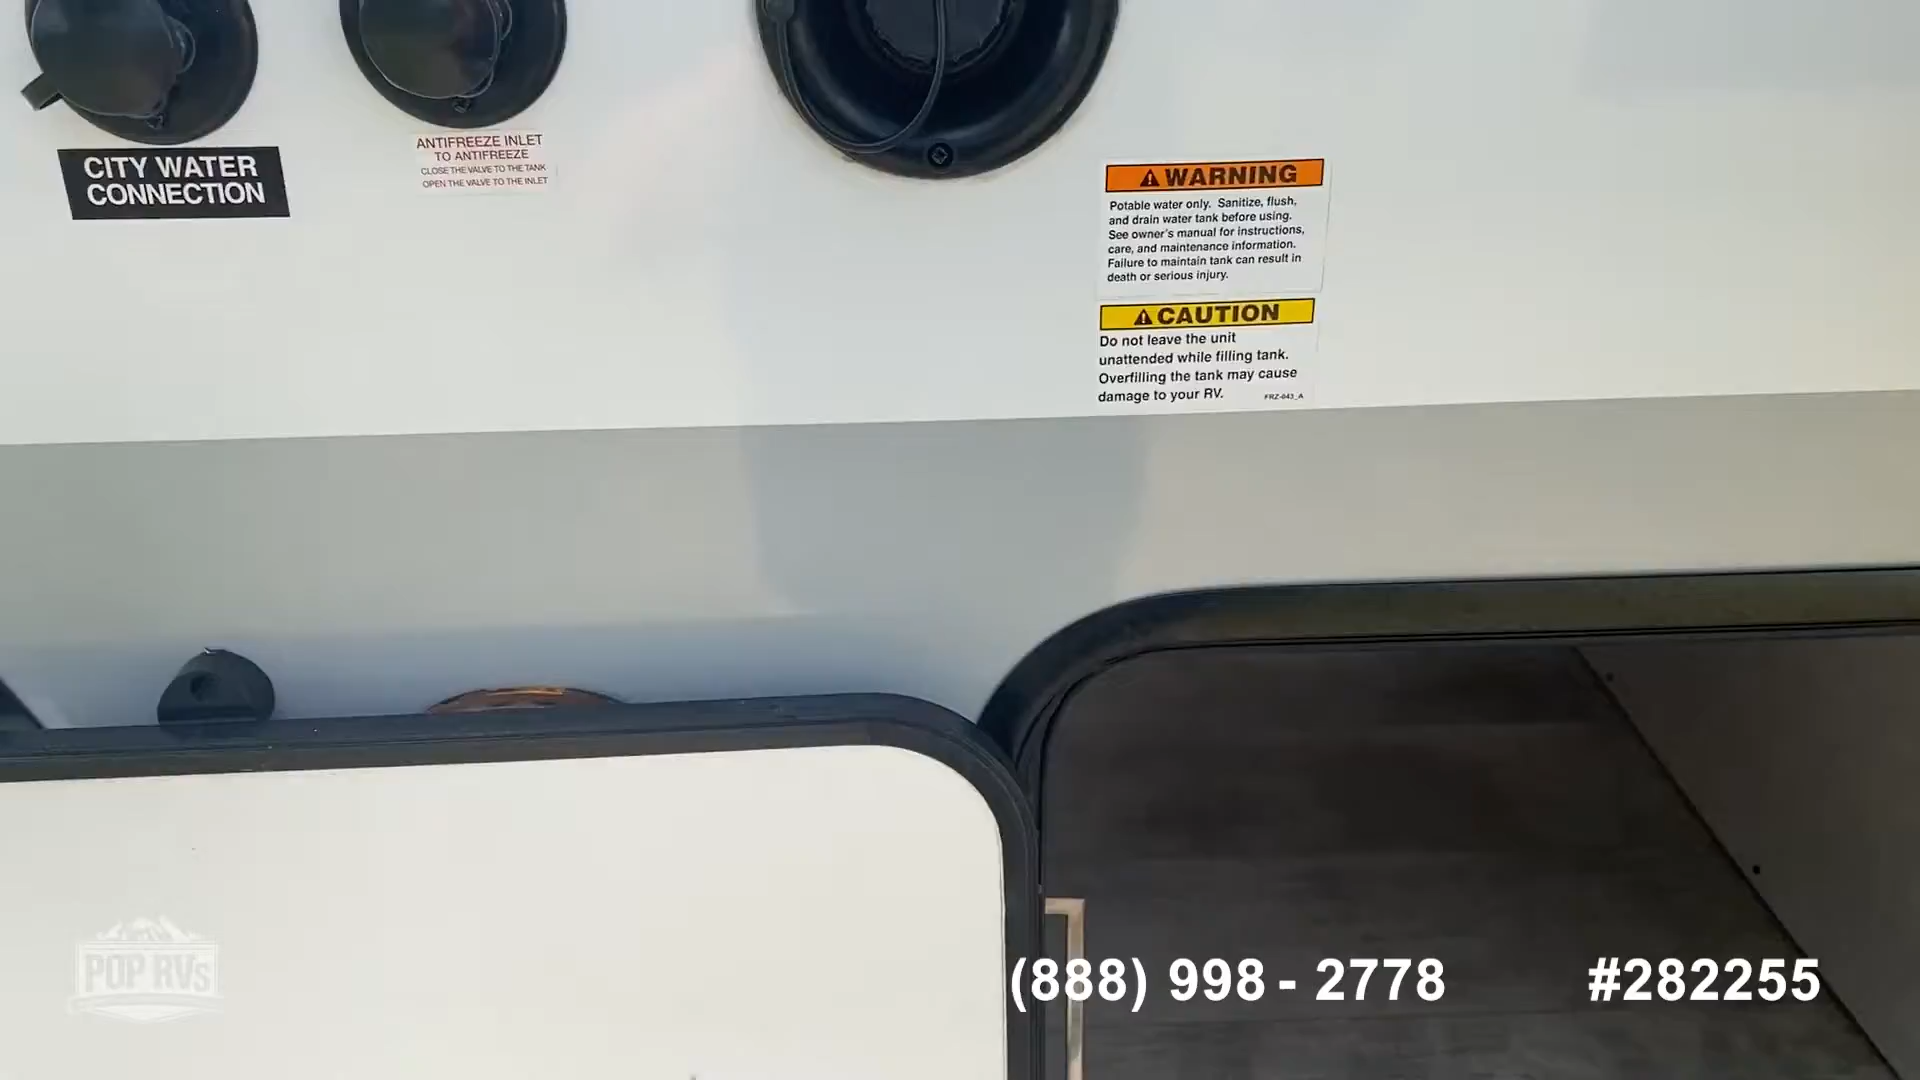 CITY WATER
CONNECTION
ANTIFREEZE INLET
TO ANTIFREEZE
CLOSE THE VALVE TO THE TANK
OPEN THE VALVE TO THE INLET
WARNING
Potable water only. Sanitize, flush,
and drain water tank before using.
See owner's manual for instructions,
care, and maintenance information.
Failure to maintain tank can result in
death or serious injury.
CAUTION
Do not leave the unit
unattended while filling tank.
Overfilling the tank may cause
damage to your RV.
FRZ-043_A
POP RVs
(888) 998 - 2778
#282255